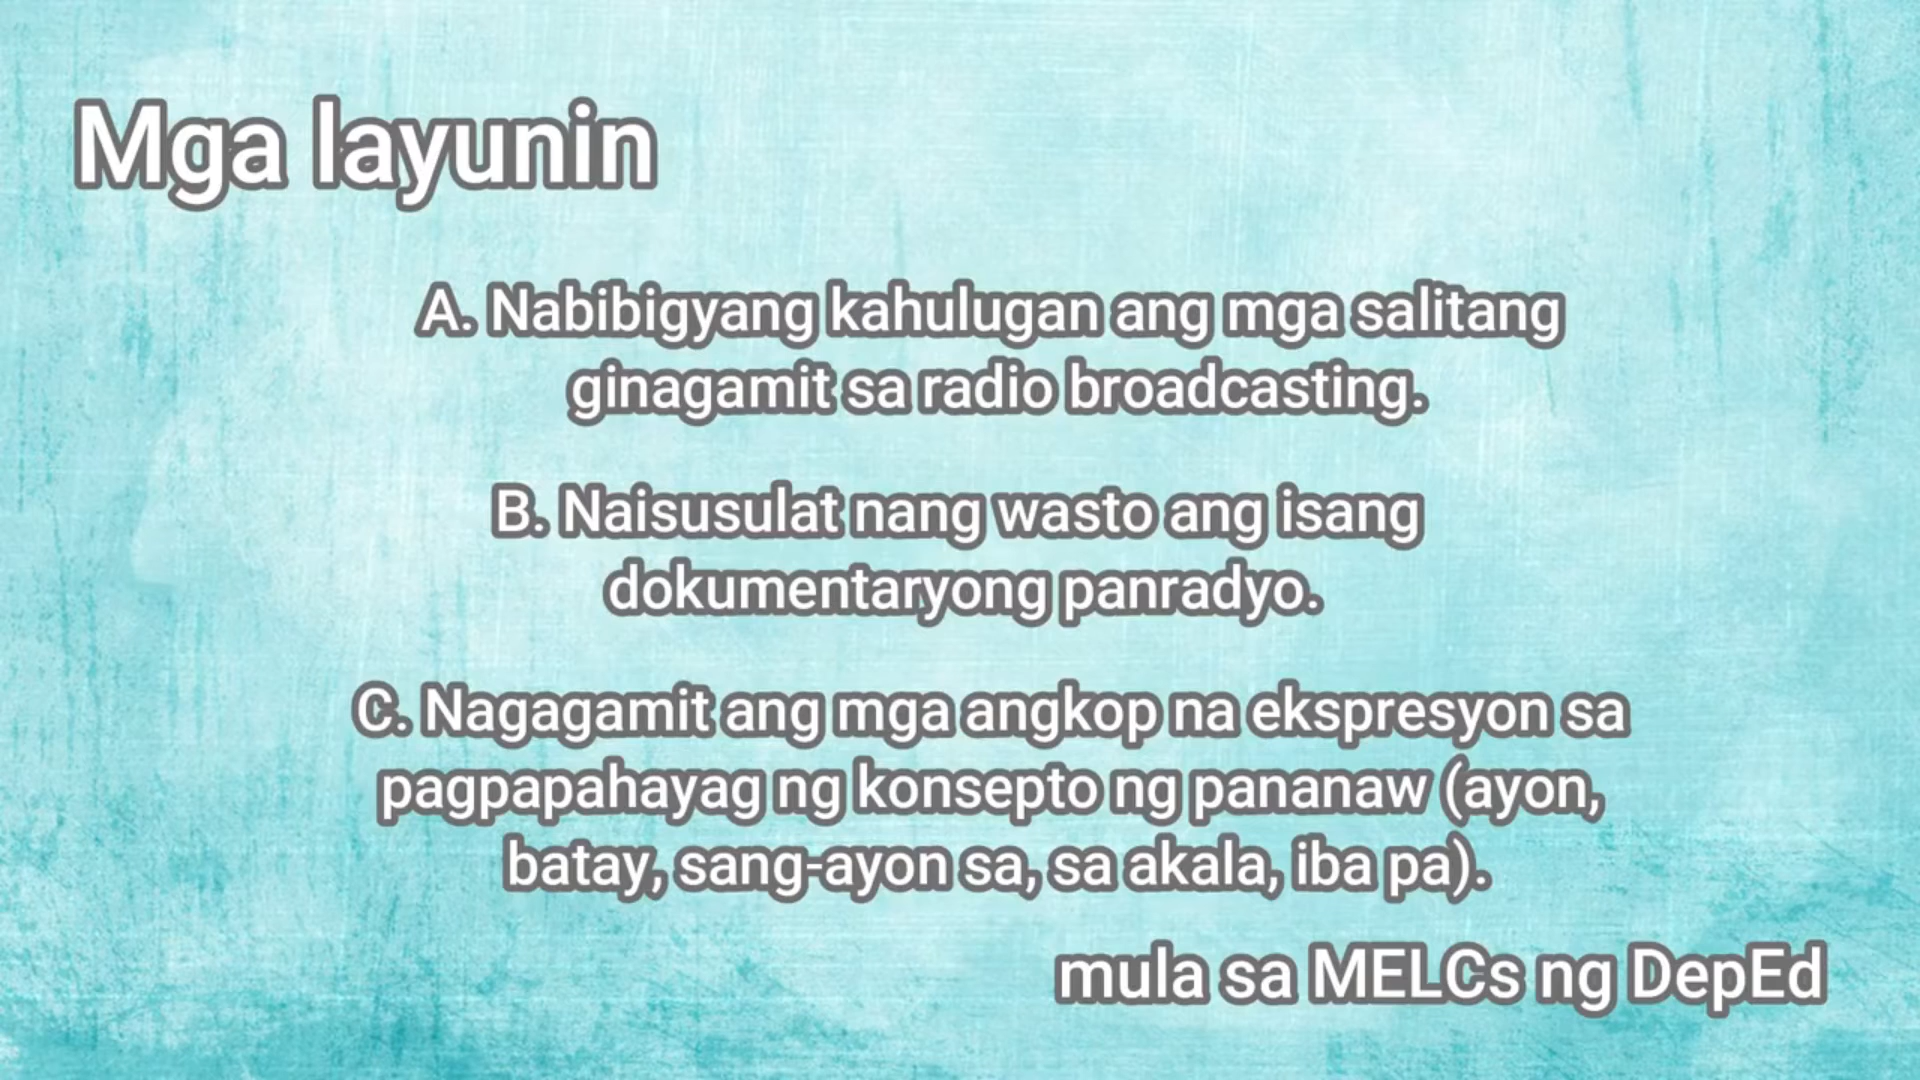 Mga layunin
A. Nabibigyang kahulugan ang mga salitang
ginagamit sa radio broadcasting.
B. Naisusulat nang wasto ang isang
dokumentaryong panradyo.
C. Nagagamit ang mga angkop na ekspresyon sa
pagpapahayag ng konsepto ng pananaw (ayon,
batay, sang-ayon sa, sa akala, iba pa).
mula sa MELCs ng DepEd